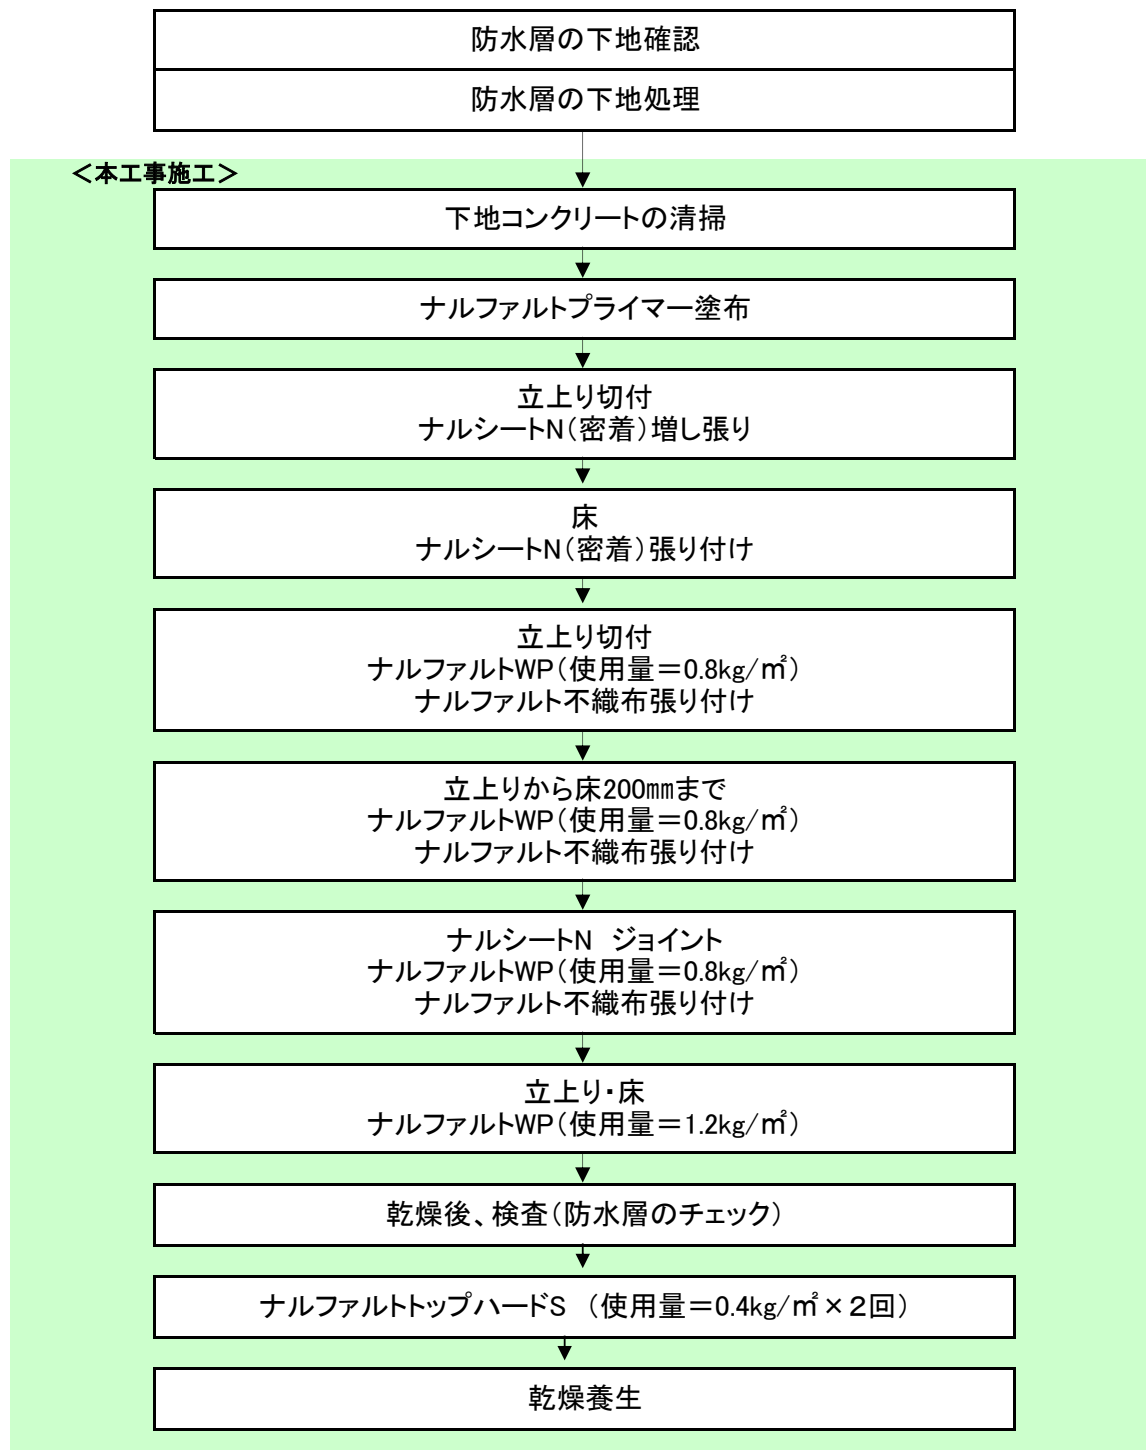 防水層の下地確認
防水層の下地処理
＜本工事施工＞
下地コンクリートの清掃
ナルファルトプライマー塗布
立上り切付
ナルシートN（密着）増し張り
床
ナルシートN（密着）張り付け
立上り切付
ナルファルトWP（使用量＝0.8kg/㎡）
ナルファルト不織布張り付け
立上りから床200㎜まで
ナルファルトWP（使用量＝0.8kg/㎡）
ナルファルト不織布張り付け
ナルシートN　ジョイント
ナルファルトWP（使用量＝0.8kg/㎡）
ナルファルト不織布張り付け
立上り・床
ナルファルトWP（使用量＝1.2kg/㎡）
乾燥後、検査（防水層のチェック）
ナルファルトトップハードS　（使用量＝0.4kg/㎡×２回）
乾燥養生